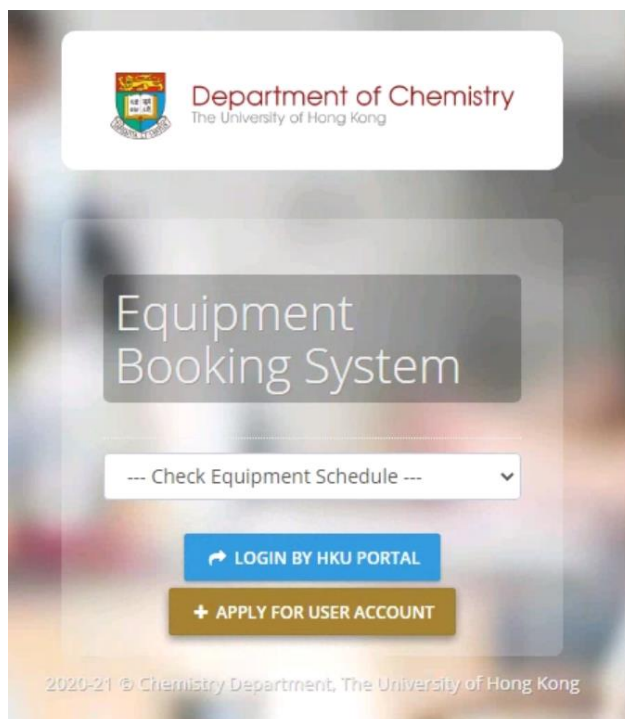 Department of Chemistry
The University of Hong Kong
Equipment
Booking System
--- Check Equipment Schedule ---
LOGIN BY HKU PORTAL
+ APPLY FOR USER ACCOUNT
2020-21 © Chemistry Department, The University of Hong Kong